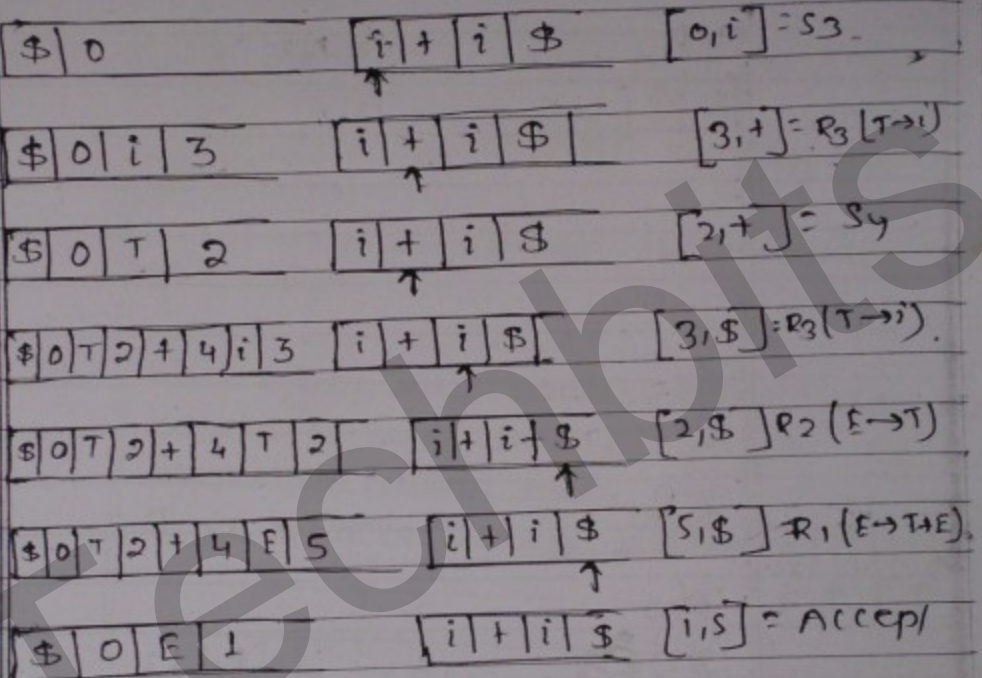 $ 0 i + i $ [0,i] = S3.
$ 0 i 3 i + i $ [3,+] = R3 [T→i)
$ 0 T 2 i + i $ [2,+] = S4
$ 0 T 2 + 4 i 3 i + i $ [3,$] = R3 (T→i).
$ 0 T 2 + 4 T 2 i + i + $ [2,$] R2 (E→T)
$ 0 T 2 + 4 E 5 i + i $ [5,$] = R1 (E→T+E).
$ 0 E 1 i + i $ [1,S] = Accept
Techbits